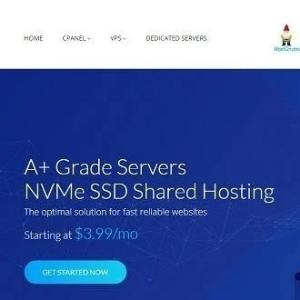 HOME
CPANEL
VPS
DEDICATED SERVERS
A+ Grade Servers
NVMe SSD Shared Hosting
The optimal solution for fast reliable websites
Starting at $3.99/mo
GET STARTED NOW